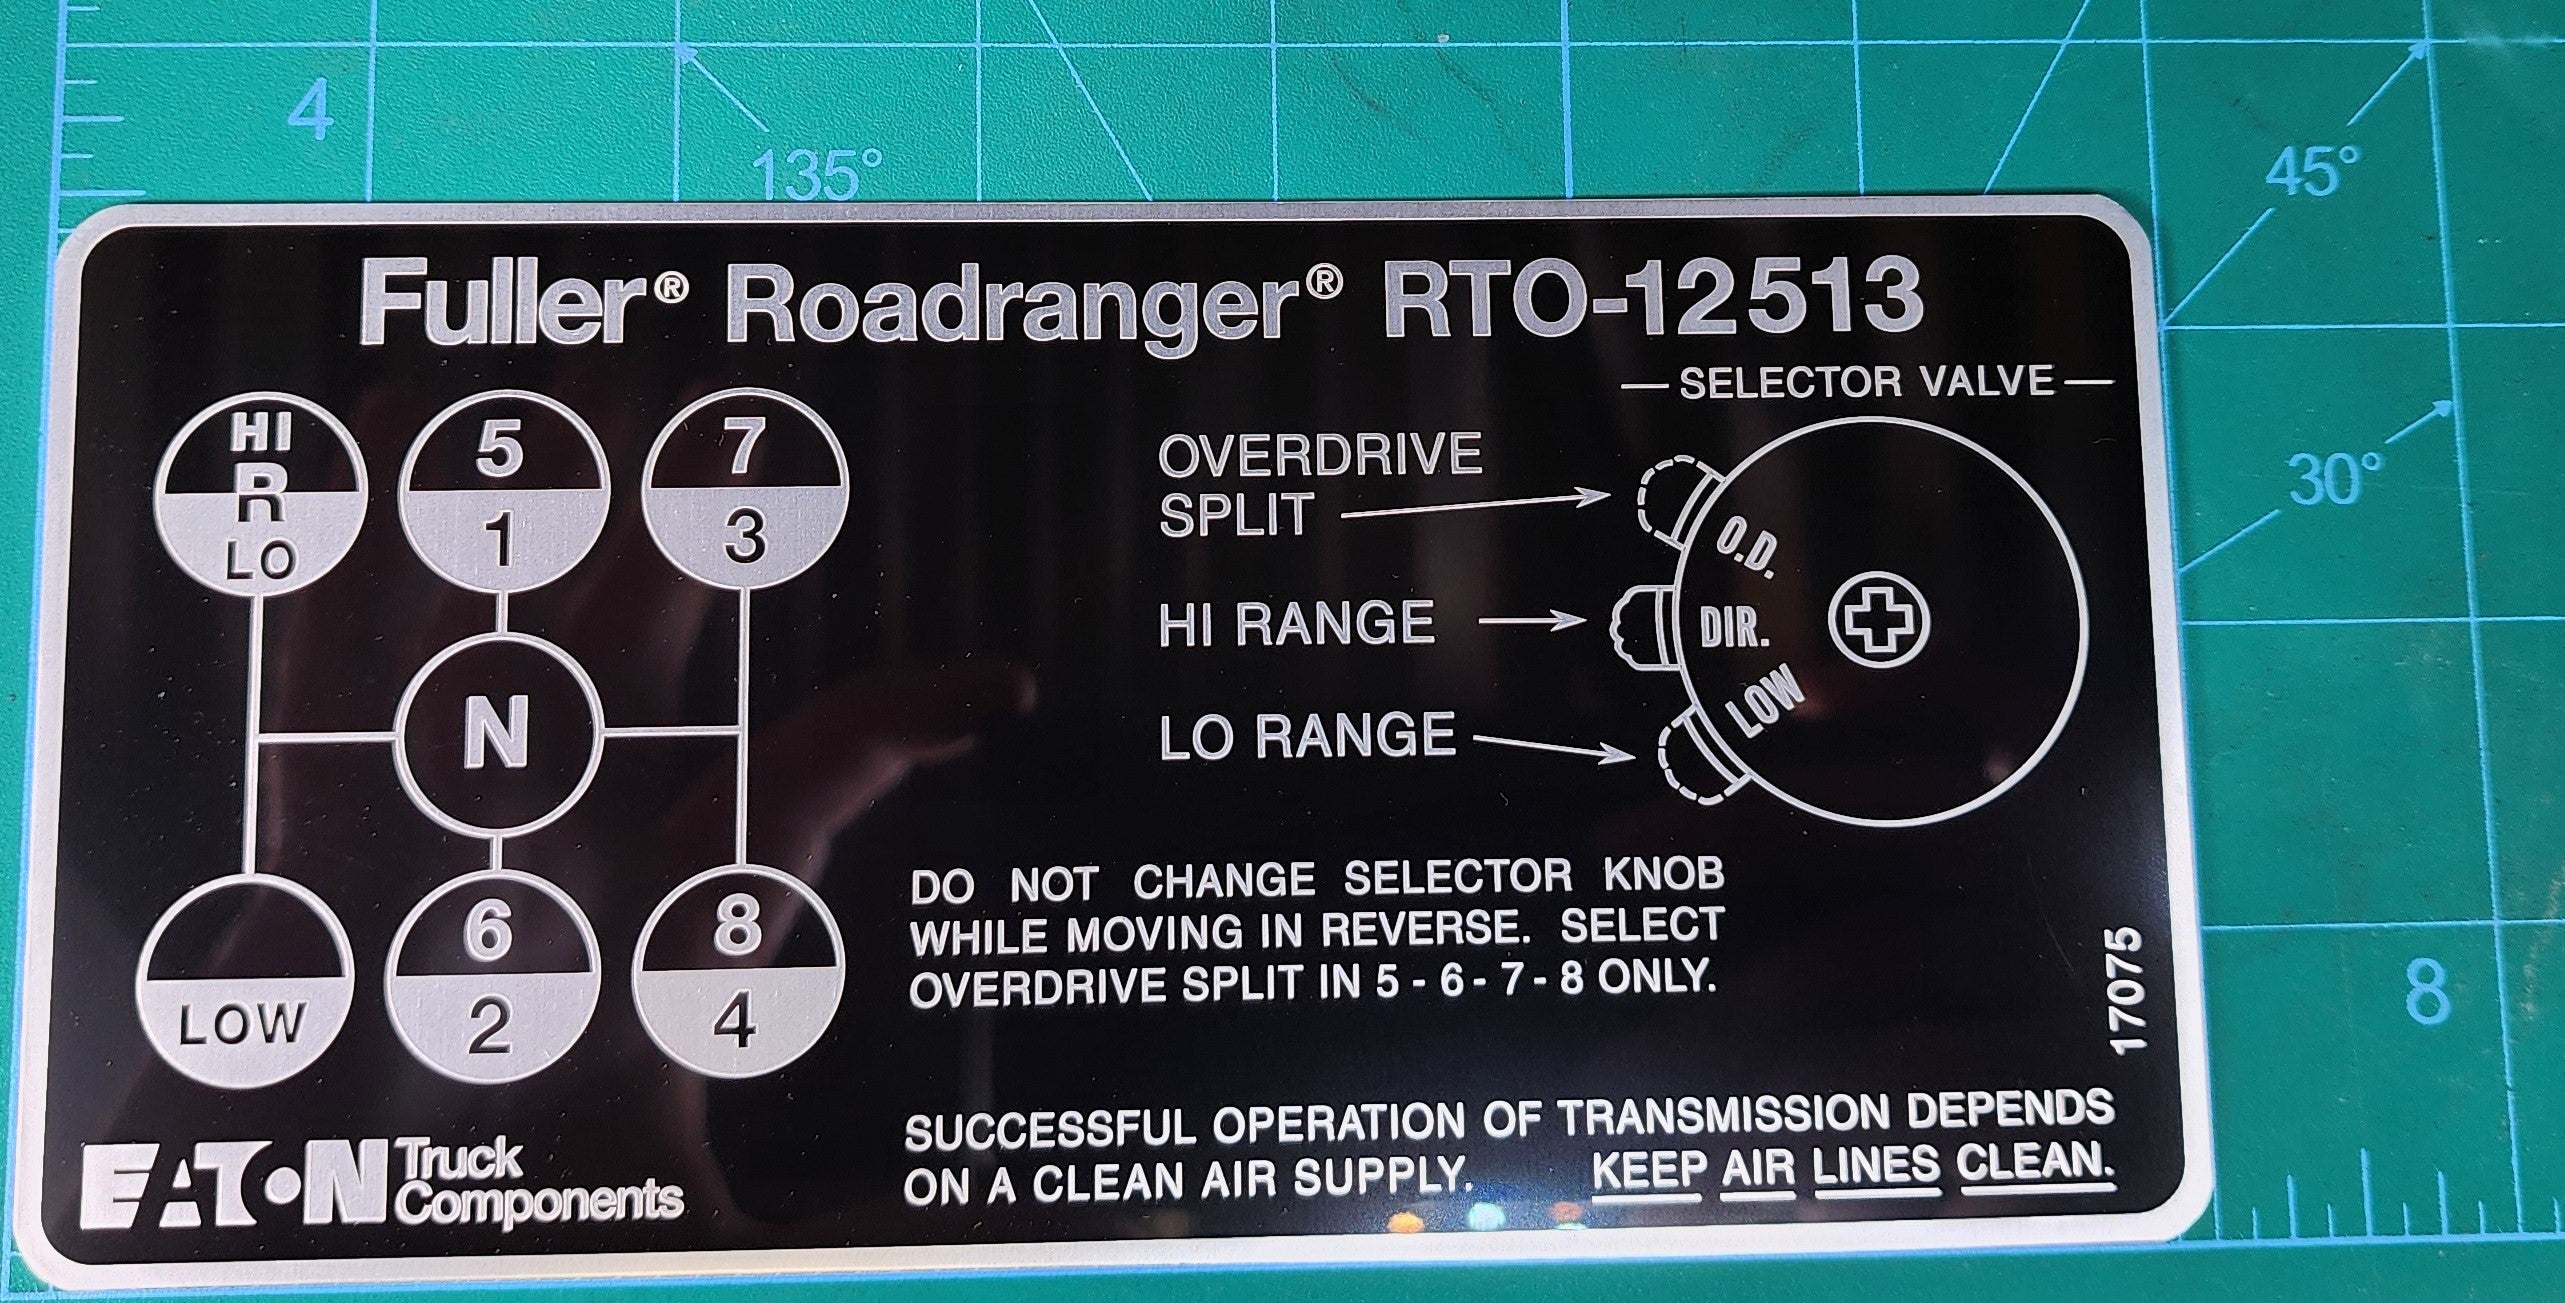 4
135°
45°
30°
8
Fuller® Roadranger® RTO-12513
— SELECTOR VALVE —
HI
R
LO
5
1
7
3
N
LOW
6
2
8
4
OVERDRIVE
SPLIT
HI RANGE
LO RANGE
O.D.
DIR.
LOW
DO NOT CHANGE SELECTOR KNOB
WHILE MOVING IN REVERSE. SELECT
OVERDRIVE SPLIT IN 5 - 6 - 7 - 8 ONLY.
17075
SUCCESSFUL OPERATION OF TRANSMISSION DEPENDS
ON A CLEAN AIR SUPPLY. KEEP AIR LINES CLEAN.
EATON Truck
Components